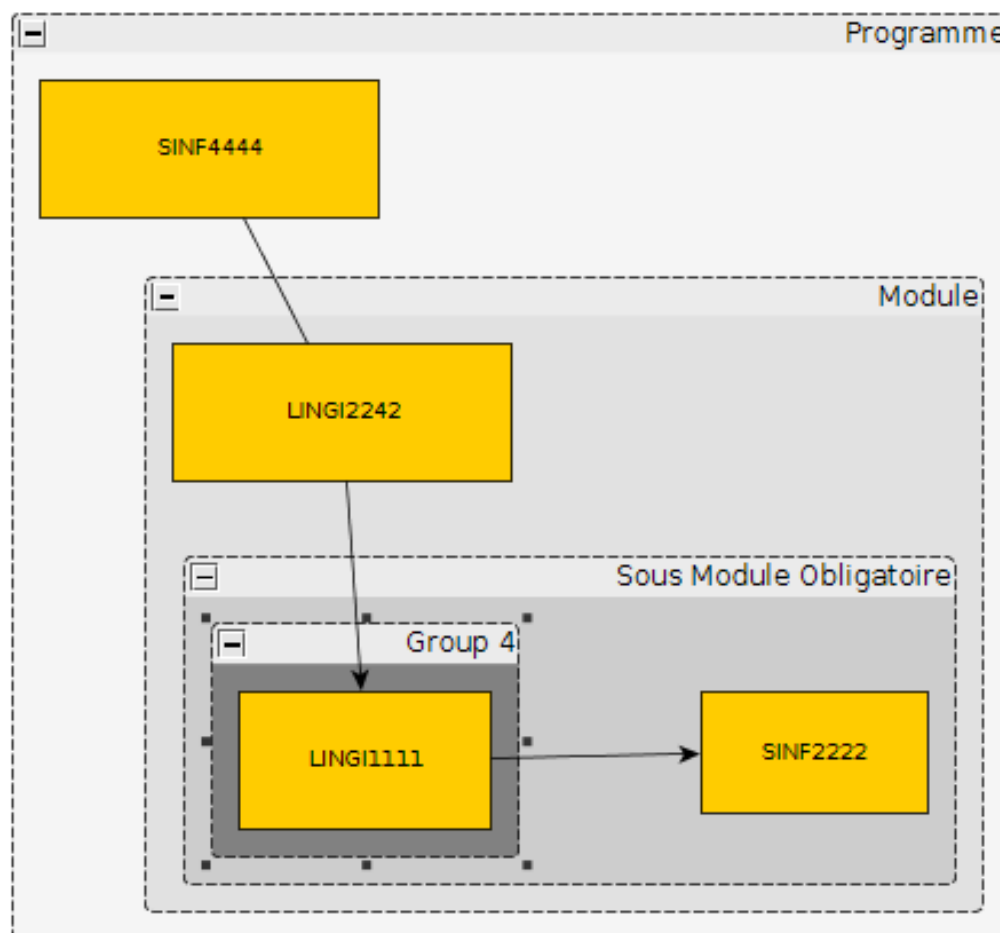 Programme
SINF4444
Module
LINGI2242
Sous Module Obligatoire
Group 4
LINGI1111
SINF2222